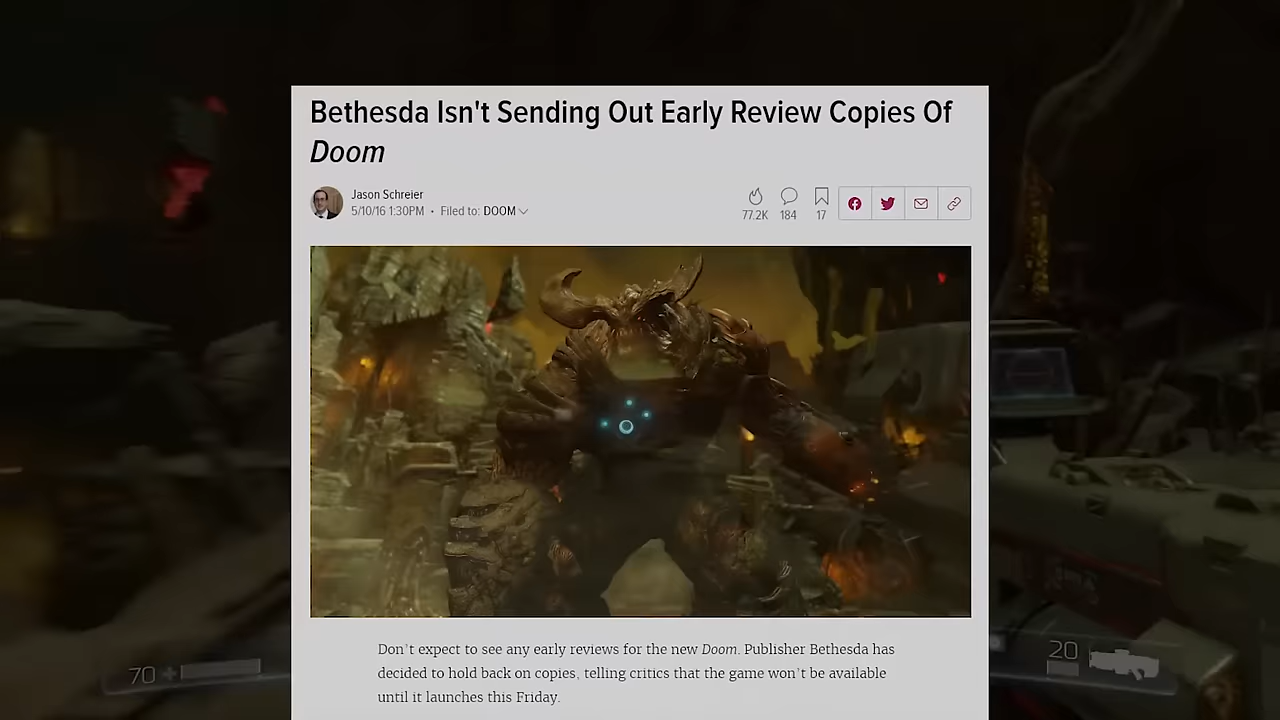 Bethesda Isn't Sending Out Early Review Copies Of
Doom
Jason Schreier
5/10/16 1:30PM • Filed to: DOOM
77.2K 184 17
Don't expect to see any early reviews for the new Doom. Publisher Bethesda has
decided to hold back on copies, telling critics that the game won't be available
until it launches this Friday.
70 +
20